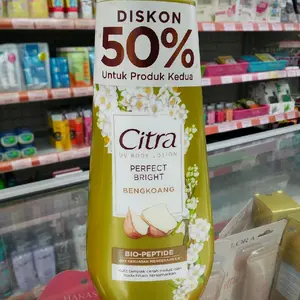 DISKON
50%
Untuk Produk Kedua
Citra
UV BODY LOTION
PERFECT
BRIGHT
BENGKOANG
BIO-PEPTIDE